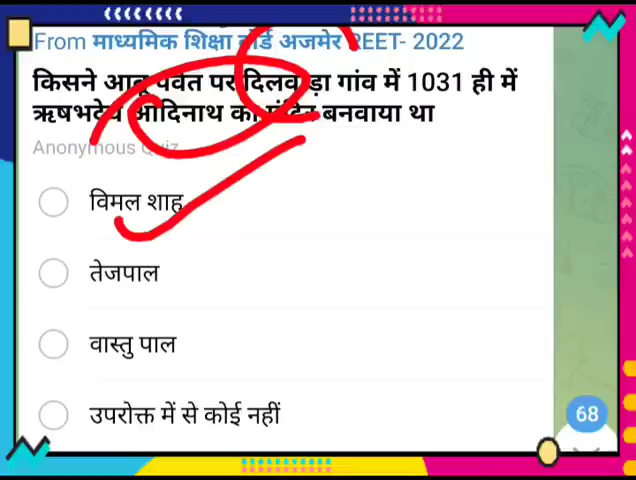 From माध्यमिक शिक्षा बोर्ड अजमेर REET- 2022
किसने आबू पर्वत पर दिलवाड़ा गांव में 1031 ही में
ऋषभदेव आदिनाथ का मंदिर बनवाया था
Anonymous Quiz
विमल शाह
तेजपाल
वास्तु पाल
उपरोक्त में से कोई नहीं
68